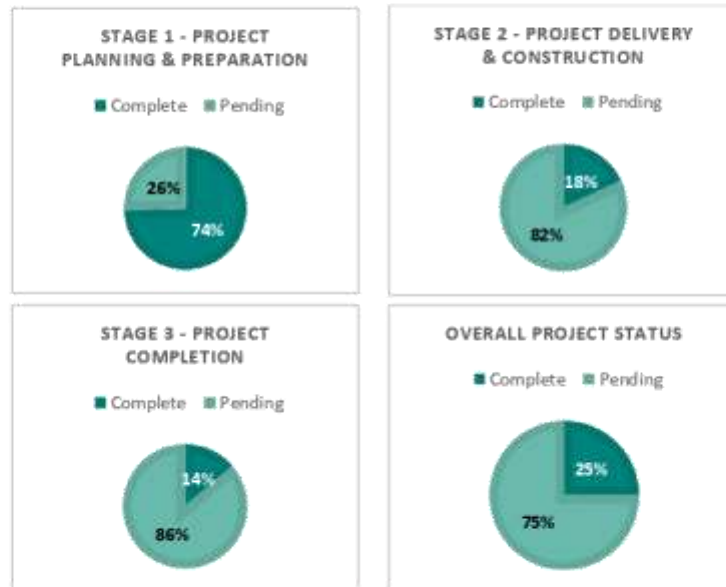 STAGE 1 - PROJECT
PLANNING & PREPARATION
Complete Pending
26%
74%
STAGE 2 - PROJECT DELIVERY
& CONSTRUCTION
Complete Pending
18%
82%
STAGE 3 - PROJECT
COMPLETION
Complete Pending
14%
86%
OVERALL PROJECT STATUS
Complete Pending
25%
75%